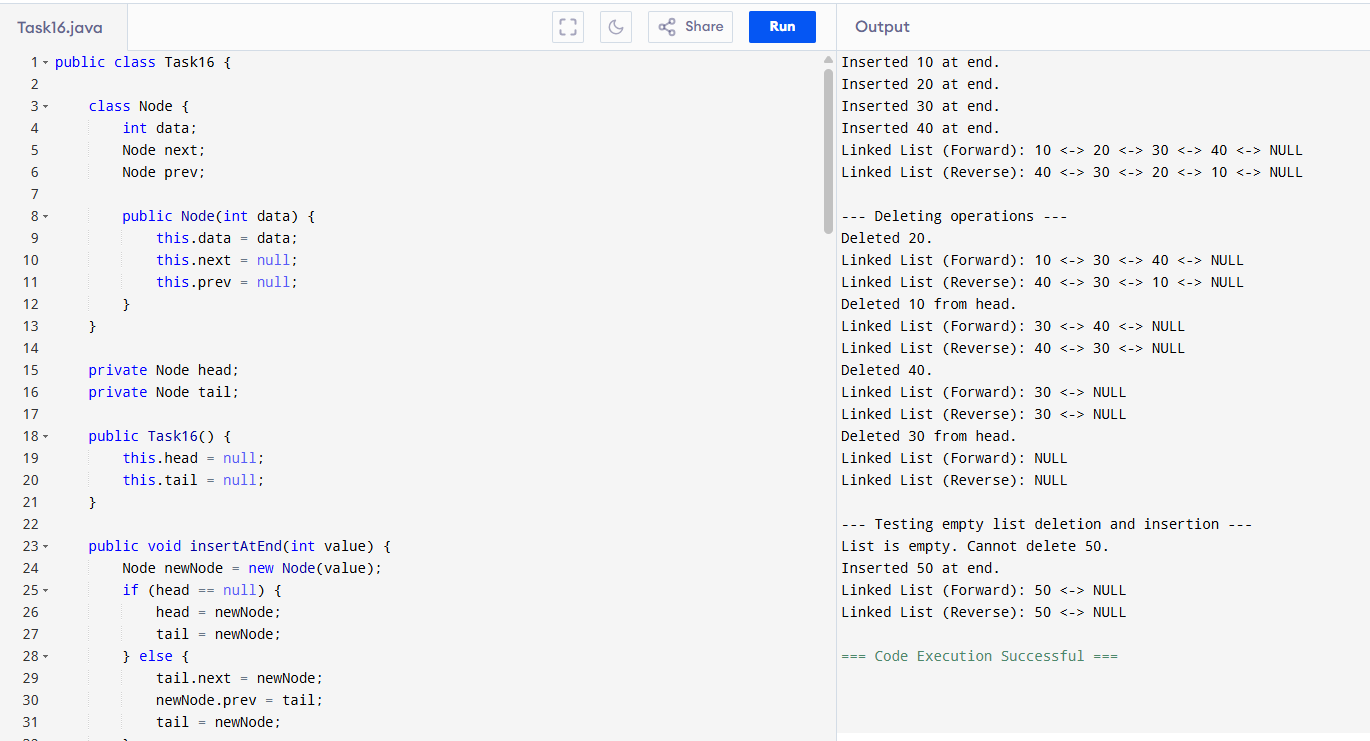 Task16.java
Share
Run
Output
1 public class Task16 {
2
3     class Node {
4         int data;
5         Node next;
6         Node prev;
7
8         public Node(int data) {
9             this.data = data;
10             this.next = null;
11             this.prev = null;
12         }
13     }
14
15     private Node head;
16     private Node tail;
17
18     public Task16() {
19         this.head = null;
20         this.tail = null;
21     }
22
23     public void insertAtEnd(int value) {
24         Node newNode = new Node(value);
25         if (head == null) {
26             head = newNode;
27             tail = newNode;
28         } else {
29             tail.next = newNode;
30             newNode.prev = tail;
31             tail = newNode;
Inserted 10 at end.
Inserted 20 at end.
Inserted 30 at end.
Inserted 40 at end.
Linked List (Forward): 10 <-> 20 <-> 30 <-> 40 <-> NULL
Linked List (Reverse): 40 <-> 30 <-> 20 <-> 10 <-> NULL

--- Deleting operations ---
Deleted 20.
Linked List (Forward): 10 <-> 30 <-> 40 <-> NULL
Linked List (Reverse): 40 <-> 30 <-> 10 <-> NULL
Deleted 10 from head.
Linked List (Forward): 30 <-> 40 <-> NULL
Linked List (Reverse): 40 <-> 30 <-> NULL
Deleted 40.
Linked List (Forward): 30 <-> NULL
Linked List (Reverse): 30 <-> NULL
Deleted 30 from head.
Linked List (Forward): NULL
Linked List (Reverse): NULL

--- Testing empty list deletion and insertion ---
List is empty. Cannot delete 50.
Inserted 50 at end.
Linked List (Forward): 50 <-> NULL
Linked List (Reverse): 50 <-> NULL

=== Code Execution Successful ===